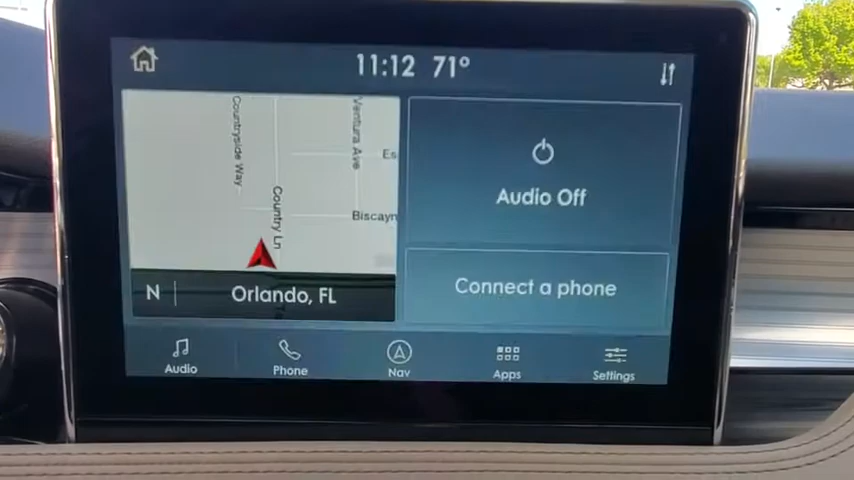 11:12 71°
Countryside Way
Ventura Ave
Es
Country Ln
Biscayn
N
Orlando, FL
Audio Off
Connect a phone
Audio
Phone
Nav
Apps
Settings